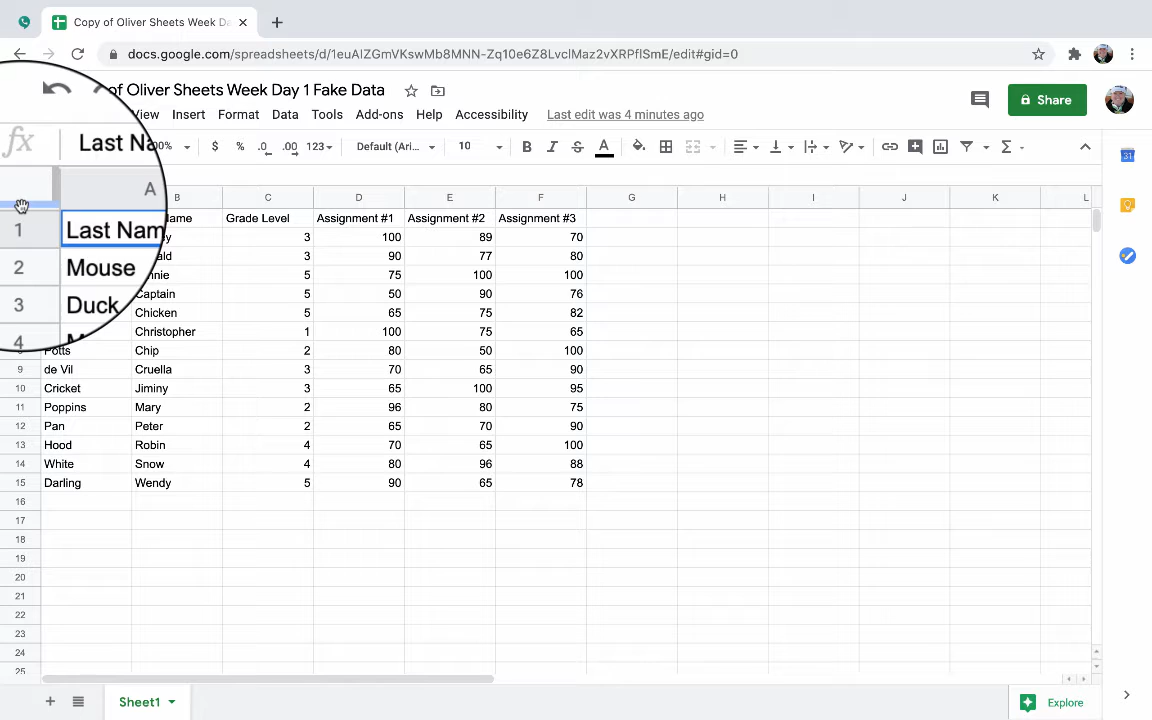 Copy of Oliver Sheets Week Da
docs.google.com/spreadsheets/d/1euAIZGmVKswMb8MNN-Zq10e6Z8LvclMaz2vXRPflSmE/edit#gid=0
of Oliver Sheets Week Day 1 Fake Data
View Insert Format Data Tools Add-ons Help Accessibility Last edit was 4 minutes ago
Share
fx Last Na
$ % .0 .00 123 Default (Ari... 10 B I S A
A B C D E F G H I J K L
1 Last Nam Grade Level Assignment #1 Assignment #2 Assignment #3
2 Mouse 3 100 89 70
3 Duck 3 90 77 80
4 5 75 100 100
Captain 5 50 90 76
Chicken 5 65 75 82
Christopher 1 100 75 65
Potts Chip 2 80 50 100
9 de Vil Cruella 3 70 65 90
10 Cricket Jiminy 3 65 100 95
11 Poppins Mary 2 96 80 75
12 Pan Peter 2 65 70 90
13 Hood Robin 4 70 65 100
14 White Snow 4 80 96 88
15 Darling Wendy 5 90 65 78
16
17
18
19
20
21
22
23
24
25
Sheet1
Explore
31